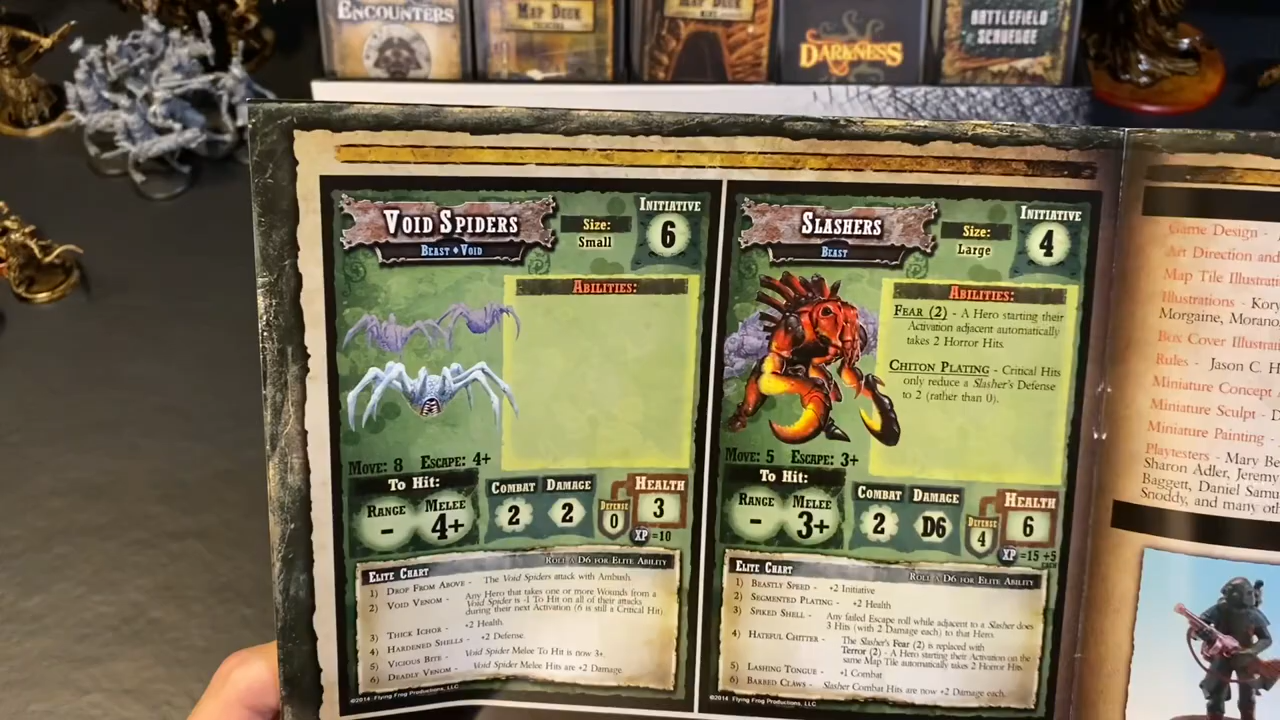 ENCOUNTERS
MAP DECK
MAP DECK
DARKNESS
BATTLEFIELD
SCROUNGE
VOID SPIDERS
BEAST ♦ VOID
SIZE:
Small
INITIATIVE
6
ABILITIES:
MOVE: 8 ESCAPE: 4+
TO HIT:
RANGE
-
MELEE
4+
COMBAT
2
DAMAGE
2
DEFENSE
0
HEALTH
3
XP =10
ELITE CHART
ROLL A D6 FOR ELITE ABILITY
1) DROP FROM ABOVE - The Void Spiders attack with Ambush.
2) VOID VENOM - Any Hero that takes one or more Wounds from a
Void Spider is -1 To Hit on all of their attacks
during their next Activation (6 is still a Critical Hit).
3) THICK ICHOR - +2 Health.
4) HARDENED SHELLS - +2 Defense.
5) VICIOUS BITE - Void Spider Melee To Hit is now 3+.
6) DEADLY VENOM - Void Spider Melee Hits are +2 Damage.
©2014 Flying Frog Productions, LLC
SLASHERS
BEAST
SIZE:
Large
INITIATIVE
4
ABILITIES:
FEAR (2) - A Hero starting their
Activation adjacent automatically
takes 2 Horror Hits.
CHITON PLATING - Critical Hits
only reduce a Slasher's Defense
to 2 (rather than 0).
MOVE: 5 ESCAPE: 3+
TO HIT:
RANGE
-
MELEE
3+
COMBAT
2
DAMAGE
D6
DEFENSE
4
HEALTH
6
XP =15 +5
EACH
ELITE CHART
ROLL A D6 FOR ELITE ABILITY
1) BEASTLY SPEED - +2 Initiative
2) SEGMENTED PLATING - +2 Health
3) SPIKED SHELL - Any failed Escape roll while adjacent to a Slasher does
3 Hits (with 2 Damage each) to that Hero.
4) HATEFUL CHITTER - The Slasher's Fear (2) is replaced with
Terror (2) - A Hero starting their Activation on the
same Map Tile automatically takes 2 Horror Hits.
5) LASHING TONGUE - +1 Combat
6) BARBED CLAWS - Slasher Combat Hits are now +2 Damage each.
©2014 Flying Frog Productions, LLC
Game Design -
Art Direction and
Map Tile Illustrati
Illustrations - Kory
Morgaine, Morano
Box Cover Illustrat
Rules - Jason C. H
Miniature Concept
Miniature Sculpt - D
Miniature Painting -
Playtesters - Mary Be
Sharon Adler, Jeremy
Baggett, Daniel Samu
Snoddy, and many oth